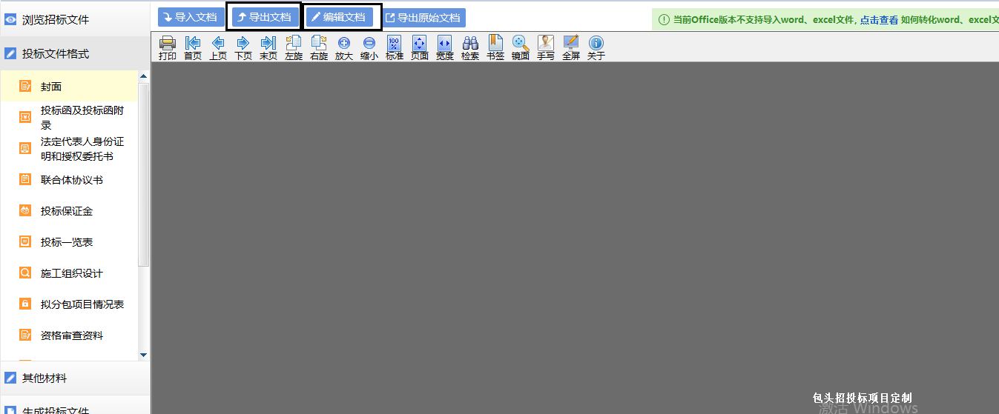 浏览招标文件
投标文件格式
封面
投标函及投标函附
录
法定代表人身份证
明和授权委托书
联合体协议书
投标保证金
投标一览表
施工组织设计
拟分包项目情况表
资格审查资料
其他材料
生成投标文件
导入文档 导出文档 编辑文档 导出原始文档
当前Office版本不支持导入word、excel文件, 点击查看 如何转化word、excel文
100 %
打印 首页 上页 下页 末页 左旋 右旋 放大 缩小 标准 页面 宽度 检索 书签 镜面 手写 全屏 关于
包头招投标项目定制
激活 Windows